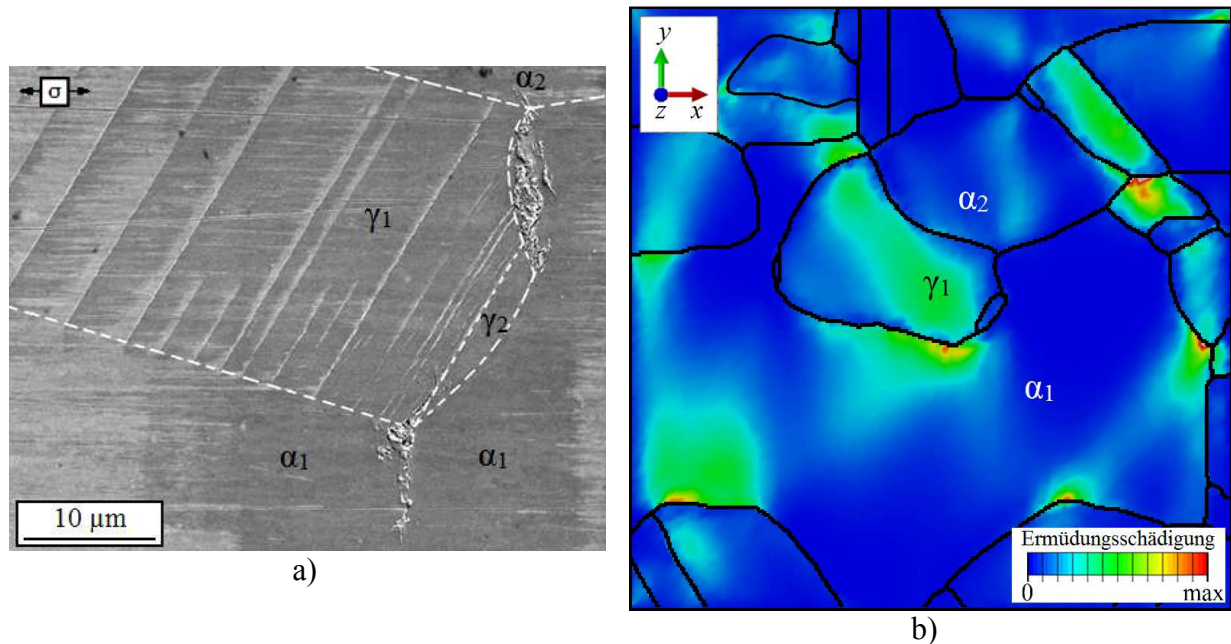 σ
α₂
γ₁
γ₂
α₁ α₁
10 µm
a)
y
z x
α₂
γ₁
α₁
Ermüdungsschädigung
0 max
b)